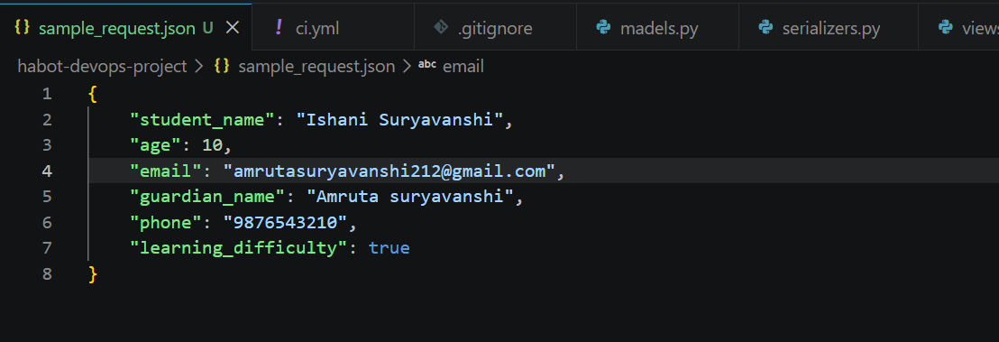 {} sample_request.json U ✕ ! ci.yml .gitignore madels.py serializers.py views
habot-devops-project > {} sample_request.json > abc email
1 {
2 "student_name": "Ishani Suryavanshi",
3 "age": 10,
4 "email": "amrutasuryavanshi212@gmail.com",
5 "guardian_name": "Amruta suryavanshi",
6 "phone": "9876543210",
7 "learning_difficulty": true
8 }